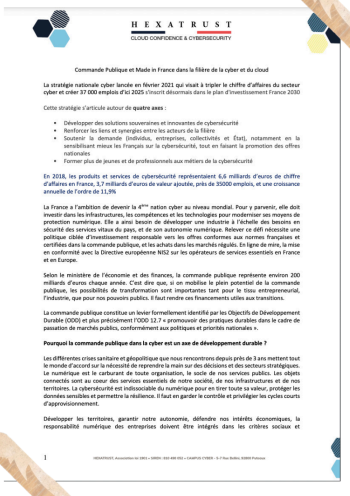 HEXATRUST
CLOUD CONFIDENCE & CYBERSECURITY
Commande Publique et Made in France dans la filière de la cyber et du cloud
La stratégie nationale cyber lancée en février 2021 qui visait à tripler le chiffre d'affaires du secteur
cyber et créer 37 000 emplois d'ici 2025 s'inscrit désormais dans le plan d'investissement France 2030
Cette stratégie s'articule autour de quatre axes :
• Développer des solutions souveraines et innovantes de cybersécurité
• Renforcer les liens et synergies entre les acteurs de la filière
• Soutenir la demande (individus, entreprises, collectivités et État), notamment en la
sensibilisant mieux les Français sur la cybersécurité, tout en faisant la promotion des offres
nationales
• Former plus de jeunes et de professionnels aux métiers de la cybersécurité
En 2018, les produits et services de cybersécurité représentaient 6,6 milliards d'euros de chiffre
d'affaires en France, 3,7 milliards d'euros de valeur ajoutée, près de 35000 emplois, et une croissance
annuelle de l'ordre de 11,9%
La France a l'ambition de devenir la 4ème nation cyber au niveau mondial. Pour y parvenir, elle doit
investir dans les infrastructures, les compétences et les technologies pour moderniser ses moyens de
protection numérique. Elle a ainsi besoin de développer une industrie à l'échelle des besoins en
sécurité des services vitaux du pays, et de son autonomie numérique. Relever ce défi nécessite une
politique ciblée d'investissement responsable vers les offres conformes aux normes françaises et
certifiées dans la commande publique, et les achats dans les marchés régulés. En ligne de mire, la mise
en conformité avec la Directive européenne NIS2 sur les opérateurs de services essentiels en France
et en Europe.
Selon le ministère de l'économie et des finances, la commande publique représente environ 200
milliards d'euros chaque année. C'est dire que, si on mobilise le plein potentiel de la commande
publique, les possibilités de transformation sont importantes tant pour le tissu entrepreneurial,
l'industrie, que pour nos pouvoirs publics. Il faut rendre ces financements utiles aux transitions.
La commande publique constitue un levier formellement identifié par les Objectifs de Développement
Durable (ODD) et plus précisément l'ODD 12.7 « promouvoir des pratiques durables dans le cadre de
passation de marchés publics, conformément aux politiques et priorités nationales ».
Pourquoi la commande publique dans la cyber est un axe de développement durable ?
Les différentes crises sanitaire et géopolitique que nous rencontrons depuis près de 3 ans mettent tout
le monde d'accord sur la nécessité de reprendre la main sur des décisions et des secteurs stratégiques.
Le numérique est le carburant de toute organisation, le socle de nos services publics. Les objets
connectés sont au coeur des services essentiels de notre société, de nos infrastructures et de nos
territoires. La cybersécurité est indissociable du numérique pour en tirer toute sa valeur, protéger les
données sensibles et permettre la résilience. Il faut en garder le contrôle et privilégier les cycles courts
d'approvisionnement.
Développer les territoires, garantir notre autonomie, défendre nos intérêts économiques, la
responsabilité numérique des entreprises doivent être intégrés dans les critères sociaux et
1